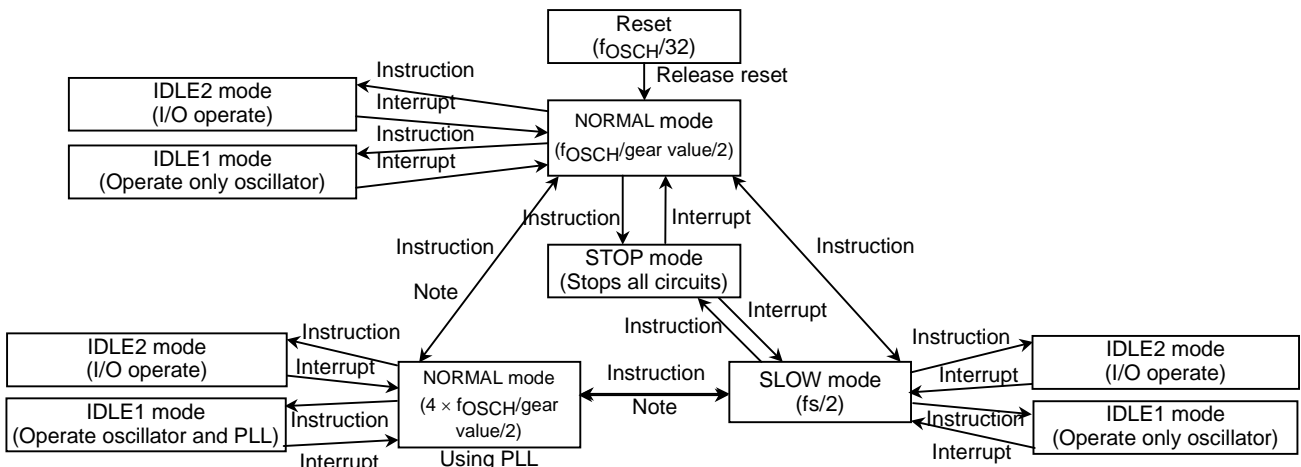 Reset
(fOSCH/32)
Release reset
Instruction
IDLE2 mode
(I/O operate)
Interrupt
Instruction
IDLE1 mode
(Operate only oscillator)
Interrupt
NORMAL mode
(fOSCH/gear value/2)
Instruction
Interrupt
Instruction
Note
STOP mode
(Stops all circuits)
Instruction
Interrupt
Instruction
Instruction
IDLE2 mode
(I/O operate)
Interrupt
IDLE1 mode
(Operate oscillator and PLL)
Instruction
Interrupt
NORMAL mode
(4 × fOSCH/gear
value/2)
Using PLL
Instruction
Note
SLOW mode
(fs/2)
Instruction
IDLE2 mode
(I/O operate)
Interrupt
Instruction
IDLE1 mode
(Operate only oscillator)
Interrupt